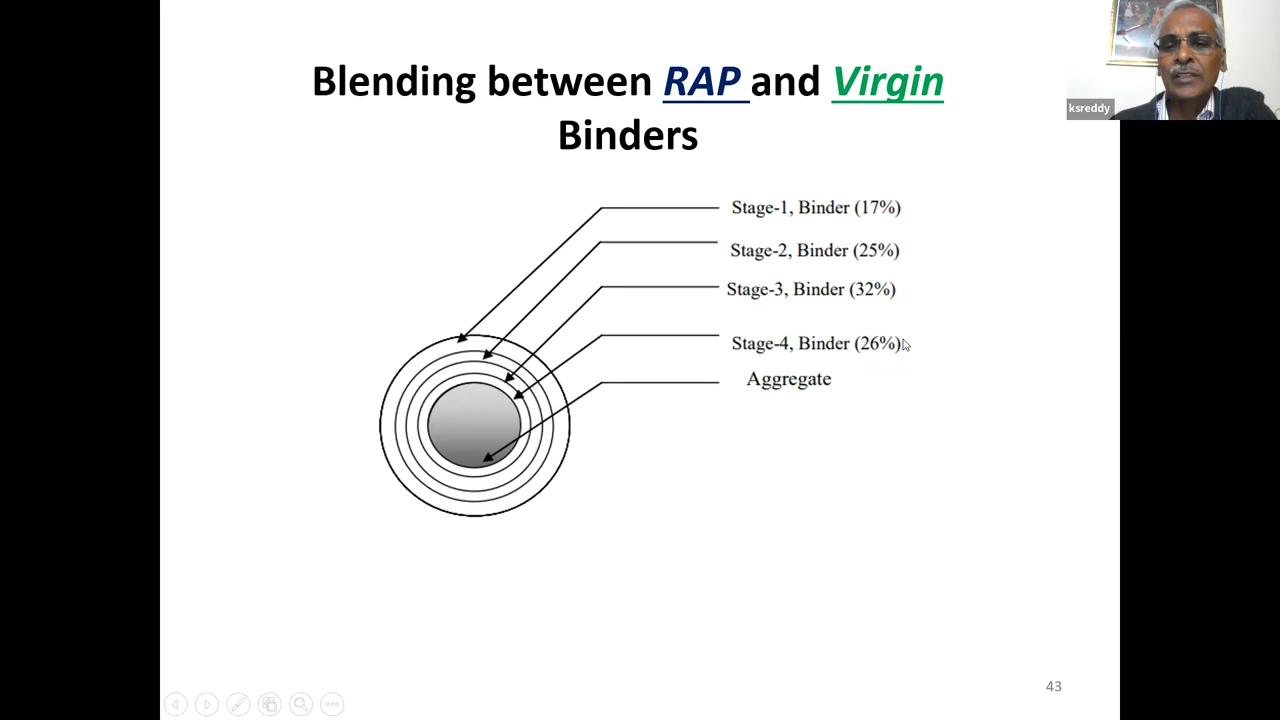 Blending between RAP and Virgin
Binders
ksreddy
Stage-1, Binder (17%)
Stage-2, Binder (25%)
Stage-3, Binder (32%)
Stage-4, Binder (26%)
Aggregate
43